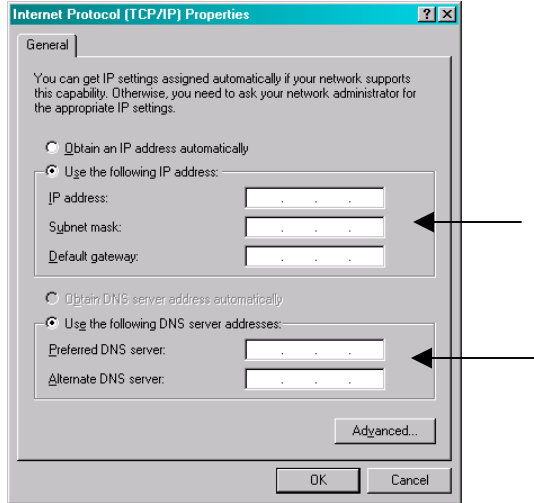 Internet Protocol (TCP/IP) Properties
General
You can get IP settings assigned automatically if your network supports
this capability. Otherwise, you need to ask your network administrator for
the appropriate IP settings.
Obtain an IP address automatically
Use the following IP address:
IP address:
Subnet mask:
Default gateway:
Obtain DNS server address automatically
Use the following DNS server addresses:
Preferred DNS server:
Alternate DNS server:
Advanced...
OK Cancel